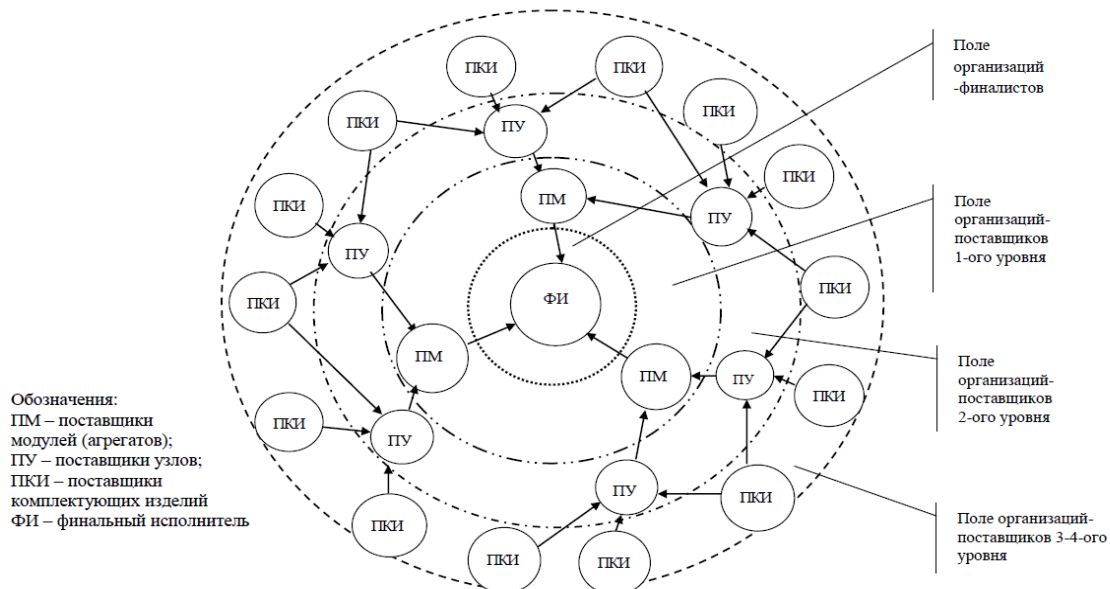 ПКИ
ПКИ
ПКИ
ПКИ
ПУ
ПКИ
ПМ
ПКИ
ПУ
ПУ
ПКИ
ПКИ
ФИ
ПМ
ПМ
ПУ
ПКИ
ПКИ
ПУ
ПУ
ПКИ
ПКИ
ПКИ
ПКИ
Поле
организаций
-финалистов
Поле
организаций-
поставщиков
1-ого уровня
Поле
организаций-
поставщиков
2-ого уровня
Поле организаций-
поставщиков 3-4-ого
уровня
Обозначения:
ПМ – поставщики
модулей (агрегатов);
ПУ – поставщики узлов;
ПКИ – поставщики
комплектующих изделий
ФИ – финальный исполнитель